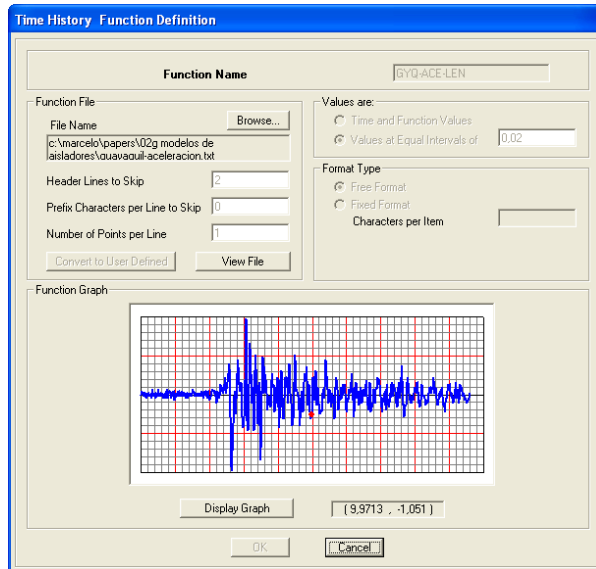 Time History Function Definition
Function Name
GYQ-ACE-LEN
Function File
File Name
Browse...
c:\marcelo\papers\02g modelos de
aisladores\guayaquil-aceleracion.txt
Header Lines to Skip
2
Prefix Characters per Line to Skip
0
Number of Points per Line
1
Convert to User Defined
View File
Values are:
Time and Function Values
Values at Equal Intervals of
0,02
Format Type
Free Format
Fixed Format
Characters per Item
Function Graph
Display Graph
( 9,9713 , -1,051 )
OK
Cancel